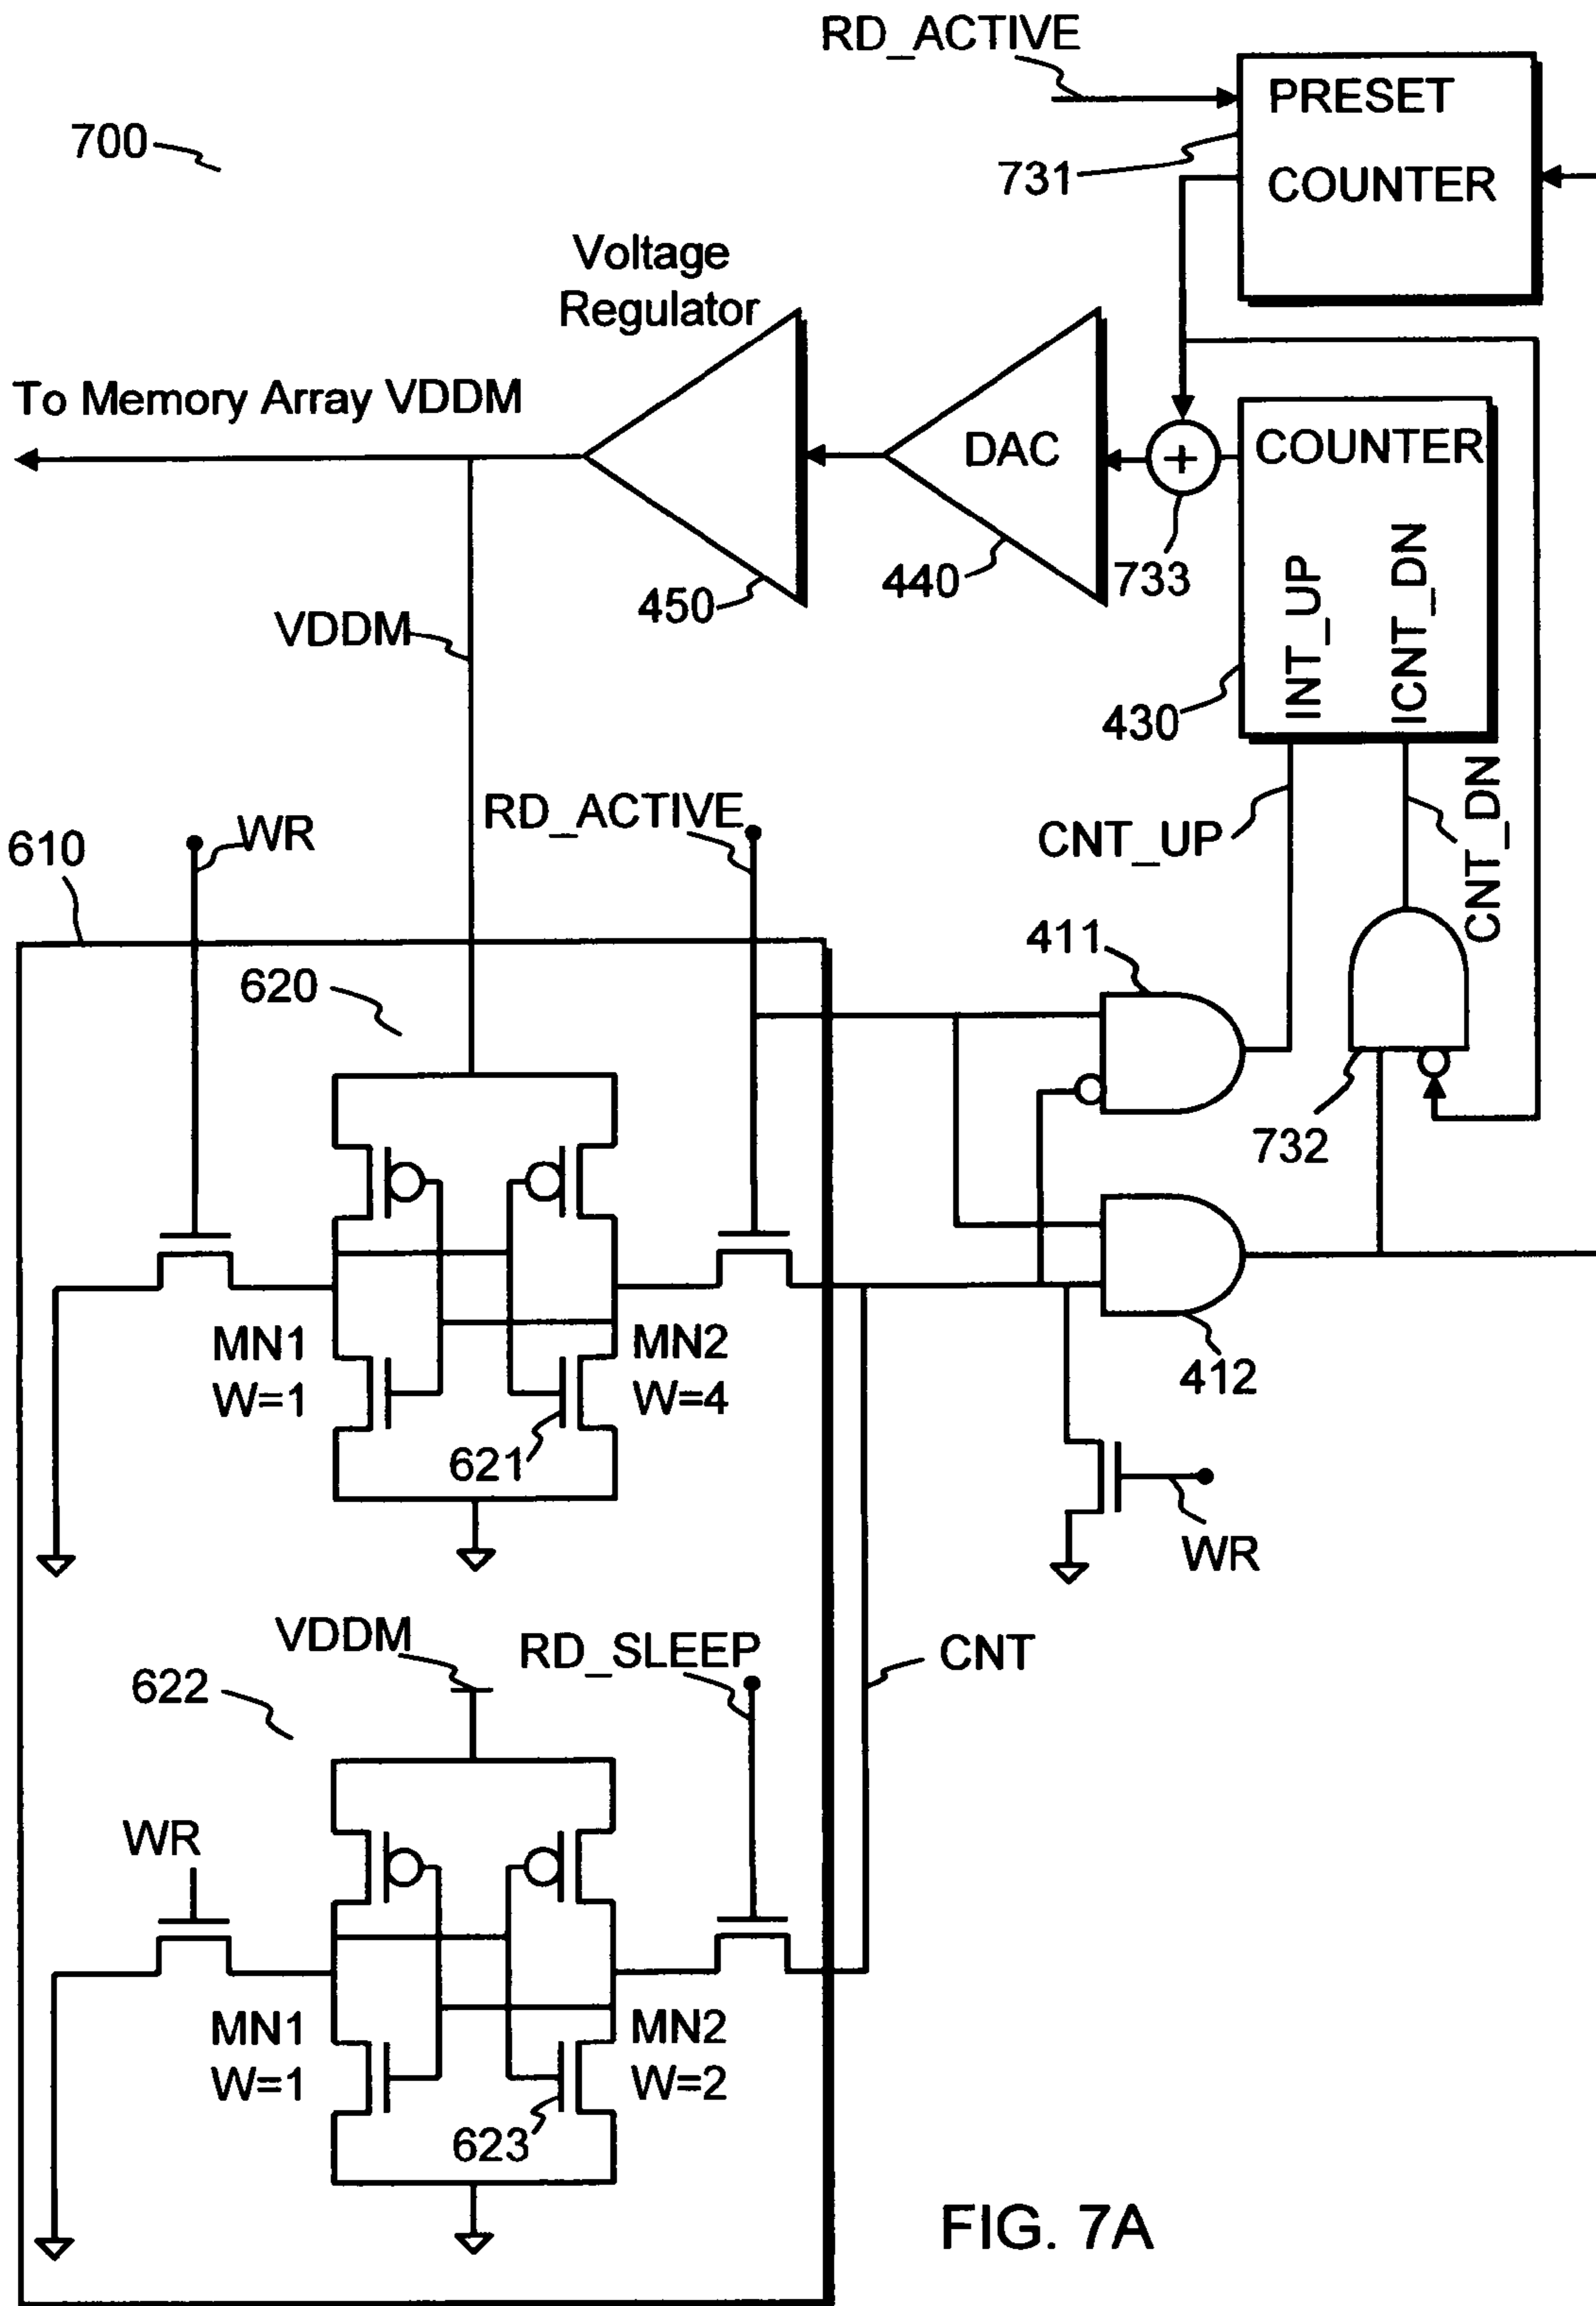 RD_ACTIVE
PRESET
COUNTER
700
731
Voltage
Regulator
To Memory Array VDDM
DAC
+
COUNTER
INT_UP
ICNT_DN
450
440
733
430
VDDM
RD_ACTIVE
WR
610
CNT_UP
CNT_DN
411
620
732
MN1
W=1
MN2
W=4
621
412
WR
VDDM
RD_SLEEP
CNT
622
WR
MN1
W=1
MN2
W=2
623
FIG. 7A